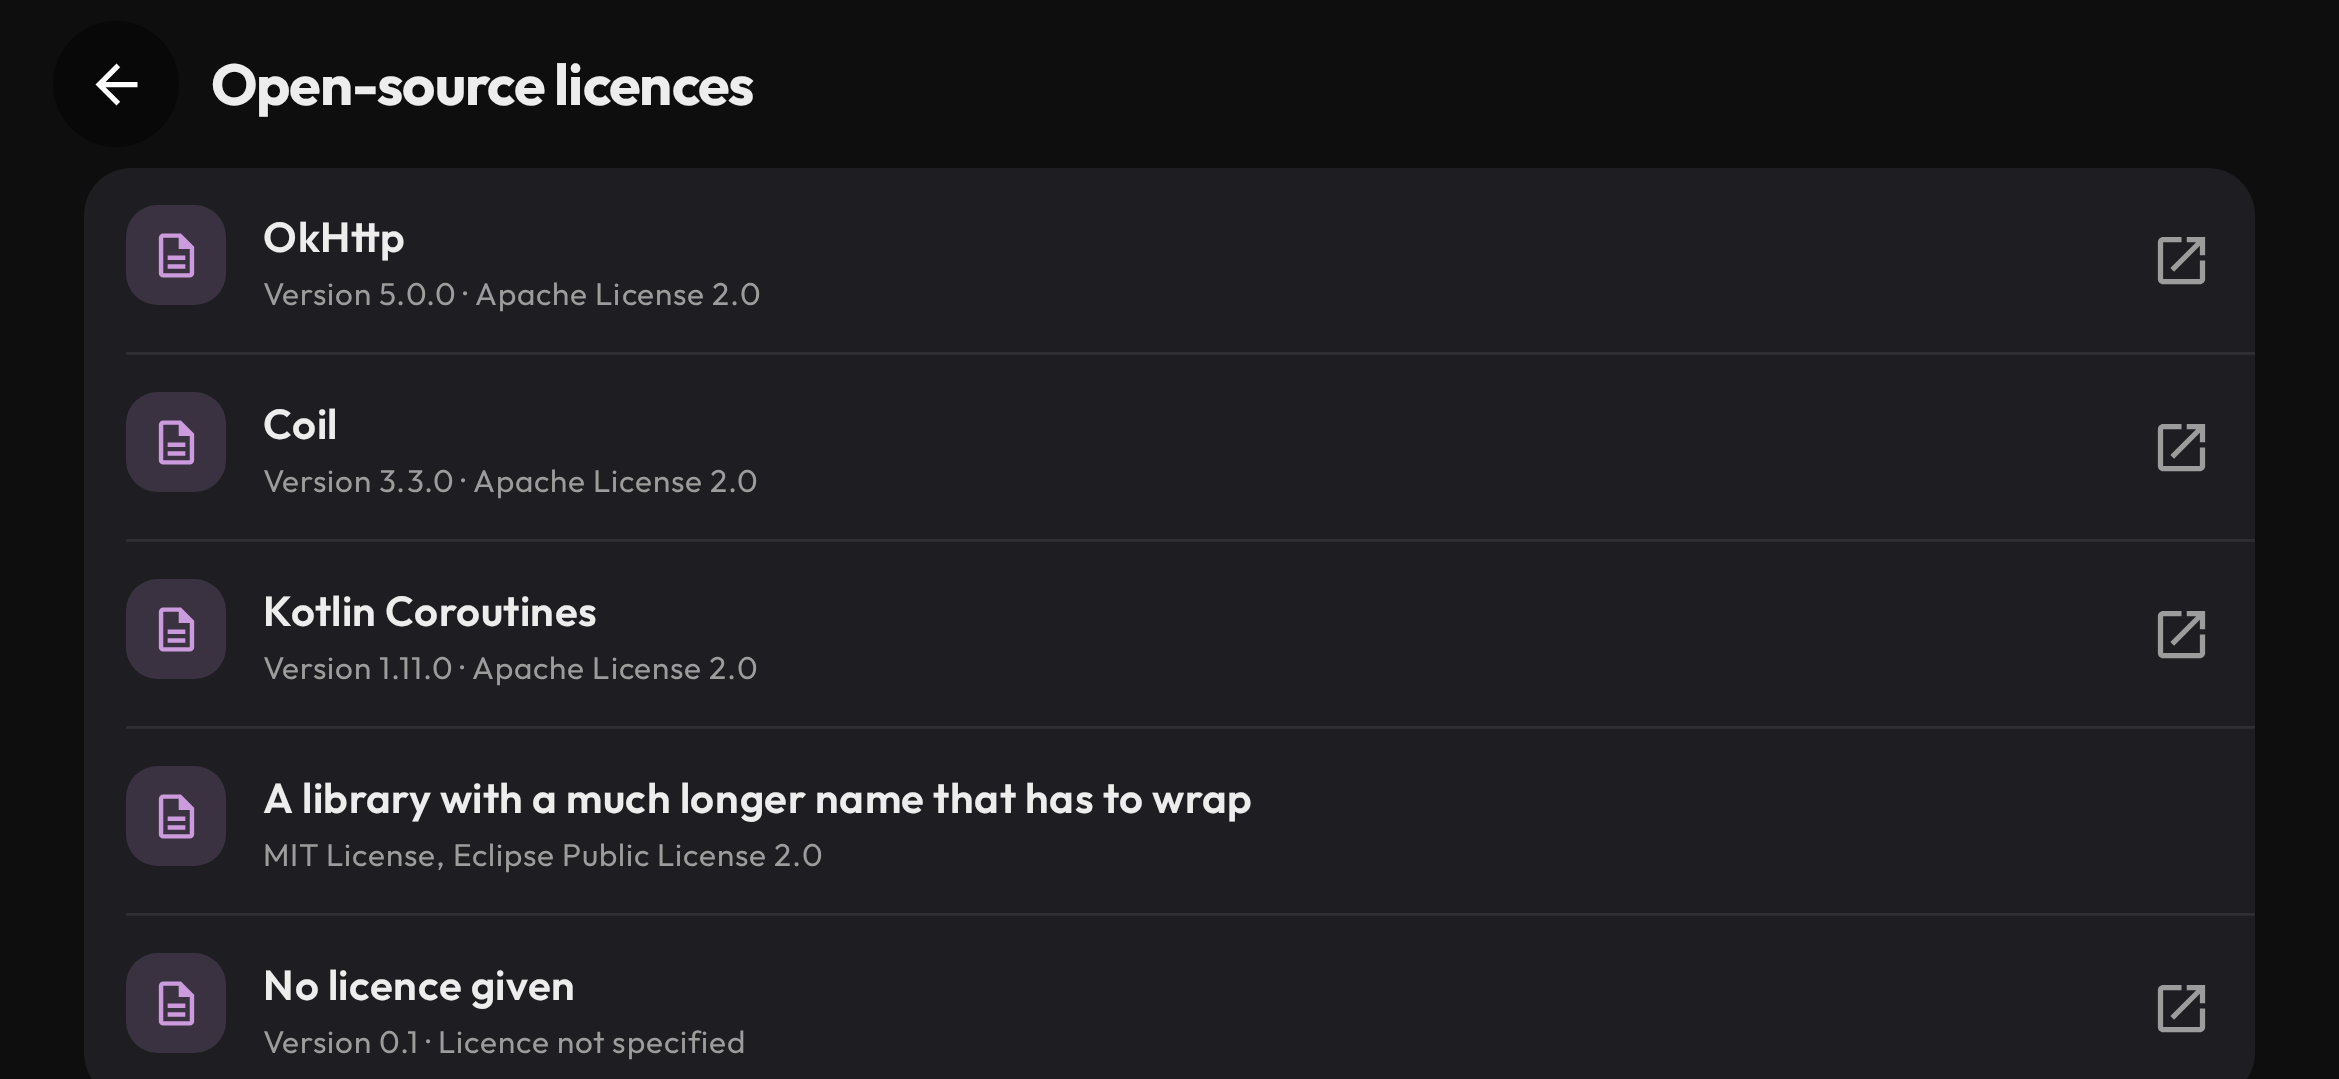 Open-source licences
OkHttp
Version 5.0.0 · Apache License 2.0
Coil
Version 3.3.0 · Apache License 2.0
Kotlin Coroutines
Version 1.11.0 · Apache License 2.0
A library with a much longer name that has to wrap
MIT License, Eclipse Public License 2.0
No licence given
Version 0.1 · Licence not specified